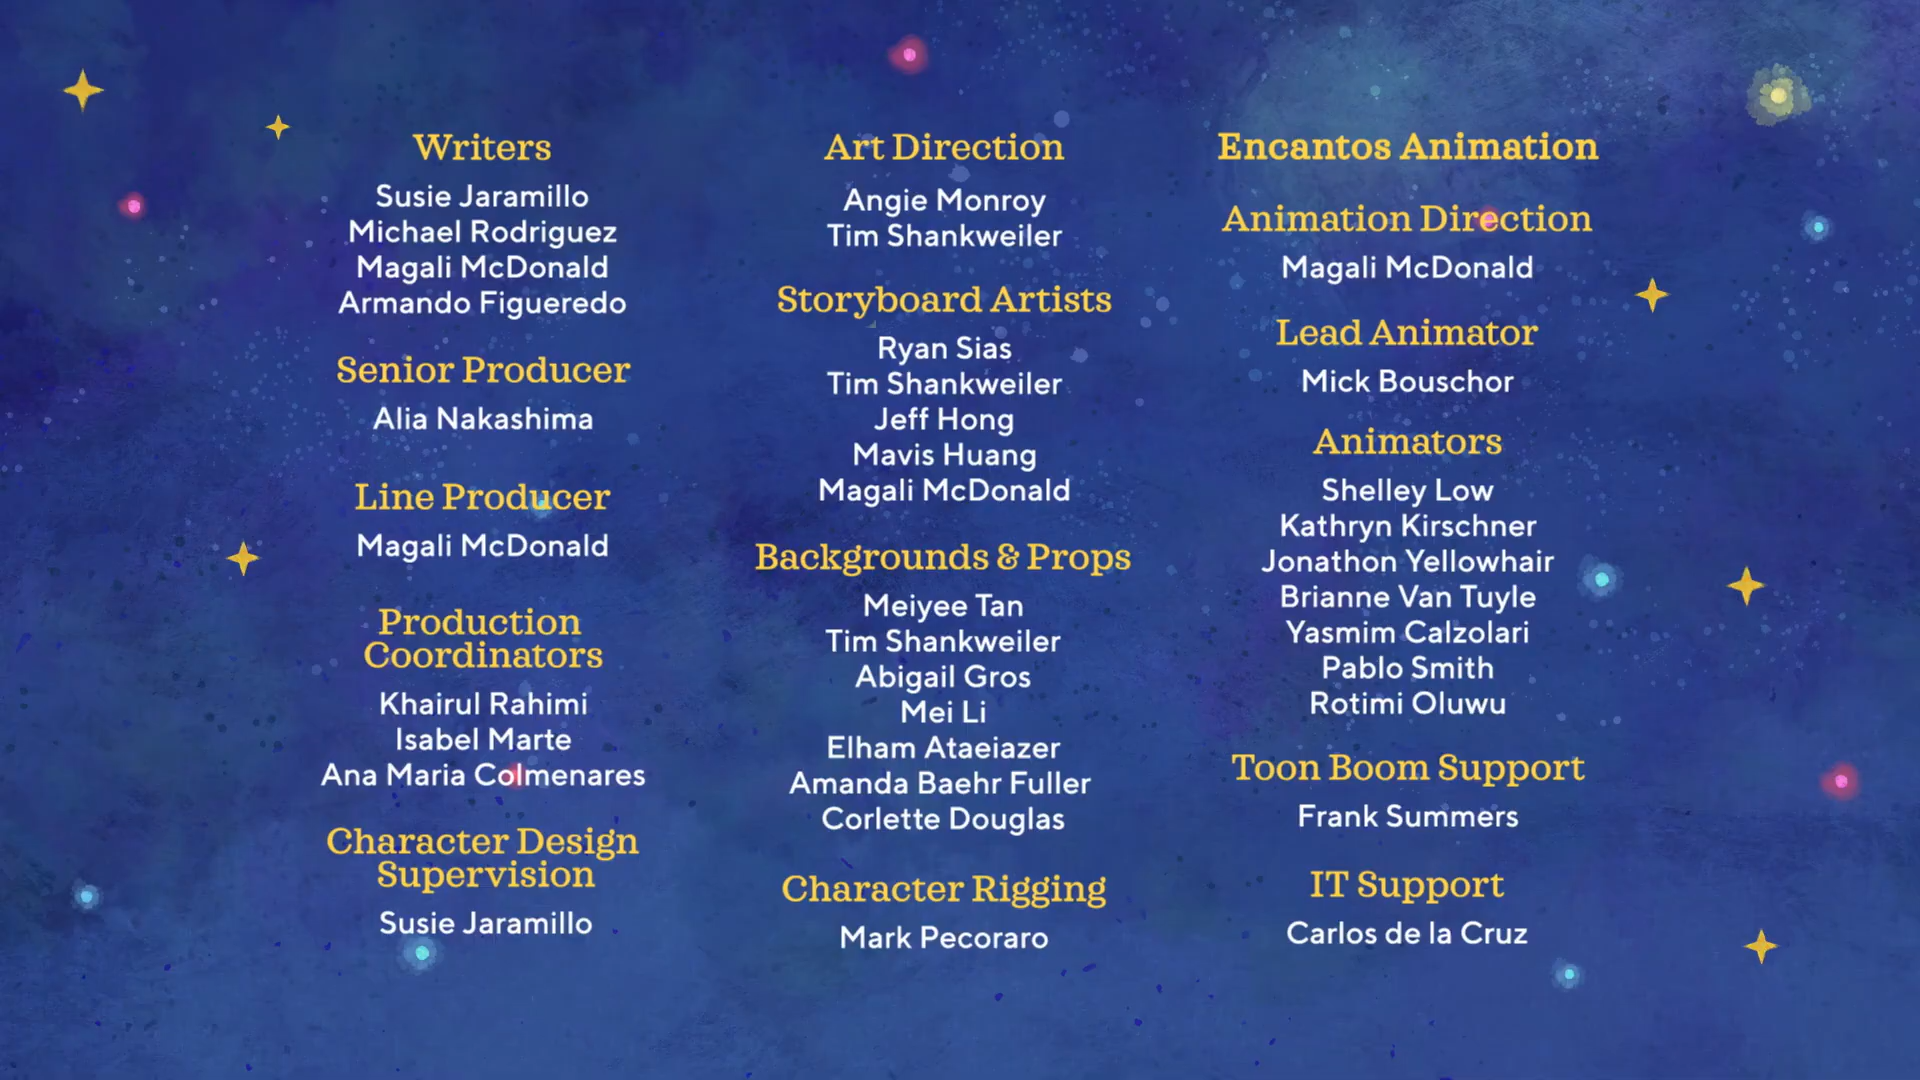 Writers
Susie Jaramillo
Michael Rodriguez
Magali McDonald
Armando Figueredo
Senior Producer
Alia Nakashima
Line Producer
Magali McDonald
Production
Coordinators
Khairul Rahimi
Isabel Marte
Ana Maria Colmenares
Character Design
Supervision
Susie Jaramillo
Art Direction
Angie Monroy
Tim Shankweiler
Storyboard Artists
Ryan Sias
Tim Shankweiler
Jeff Hong
Mavis Huang
Magali McDonald
Backgrounds & Props
Meiyee Tan
Tim Shankweiler
Abigail Gros
Mei Li
Elham Ataeiazer
Amanda Baehr Fuller
Corlette Douglas
Character Rigging
Mark Pecoraro
Encantos Animation
Animation Direction
Magali McDonald
Lead Animator
Mick Bouschor
Animators
Shelley Low
Kathryn Kirschner
Jonathon Yellowhair
Brianne Van Tuyle
Yasmim Calzolari
Pablo Smith
Rotimi Oluwu
Toon Boom Support
Frank Summers
IT Support
Carlos de la Cruz